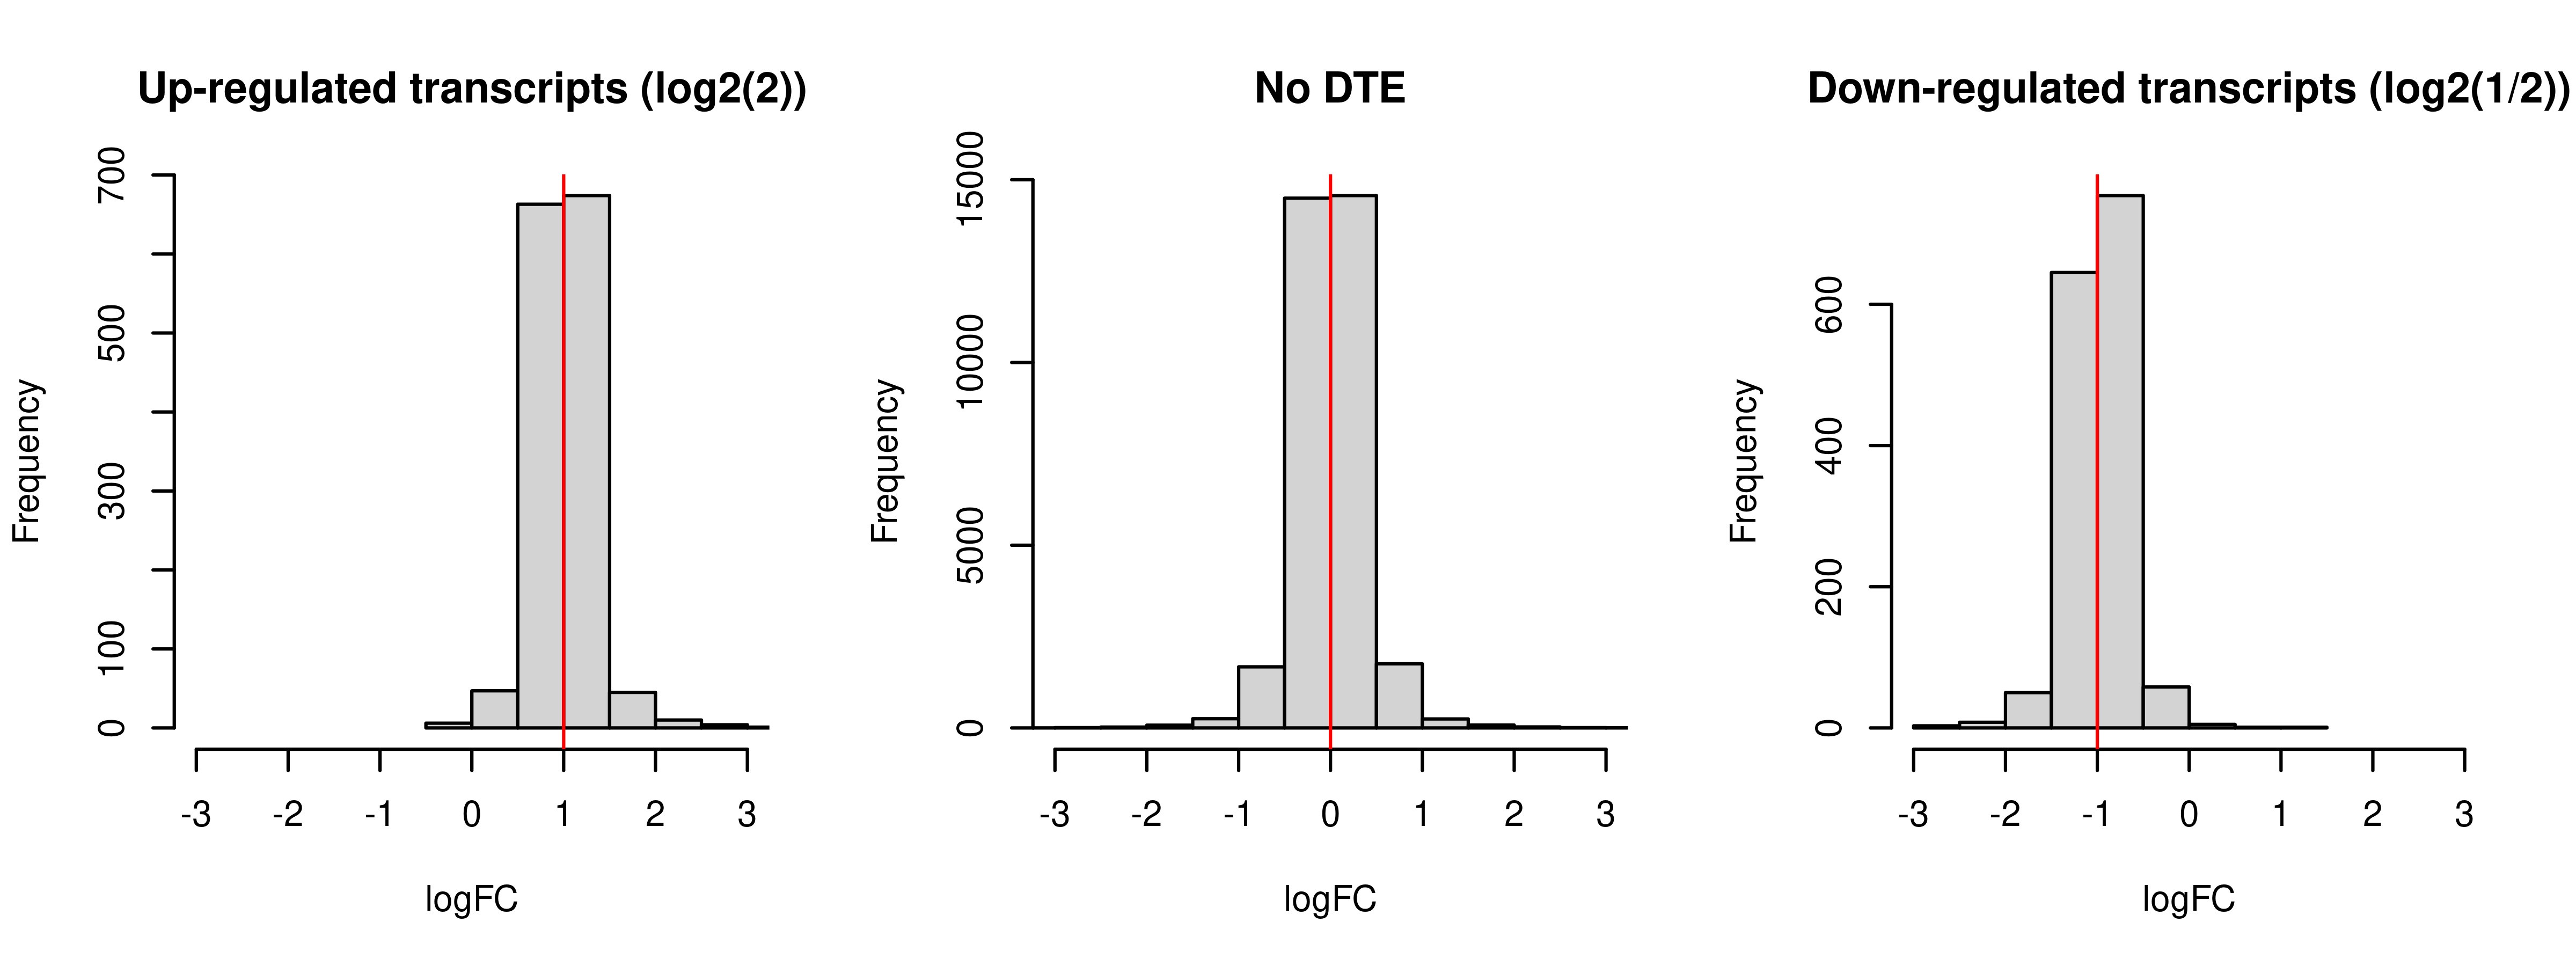 Up-regulated transcripts (log2(2))
Frequency
700
500
300
100
0
-3 -2 -1 0 1 2 3
logFC
No DTE
Frequency
15000
10000
5000
0
-3 -2 -1 0 1 2 3
logFC
Down-regulated transcripts (log2(1/2))
Frequency
600
400
200
0
-3 -2 -1 0 1 2 3
logFC